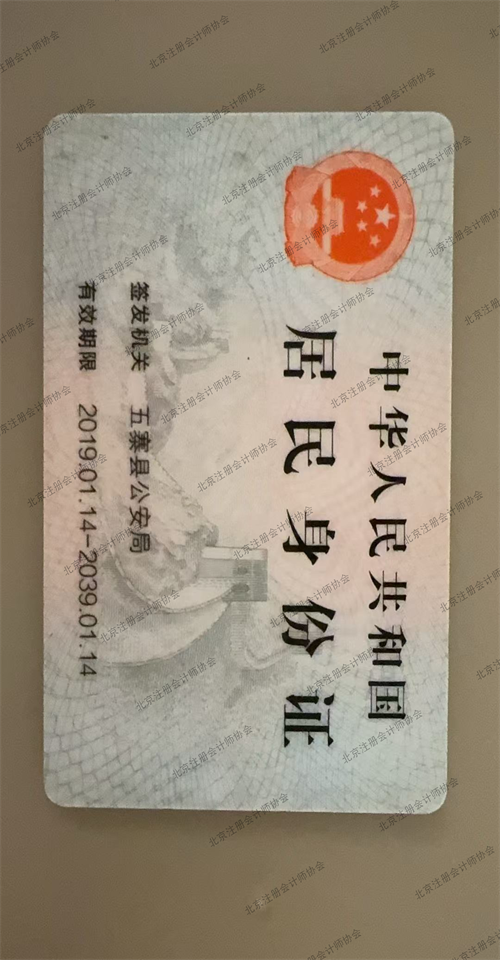 中华人民共和国
居民身份证
签发机关 五寨县公安局
有效期限 2019.01.14-2039.01.14
北京注册会计师协会